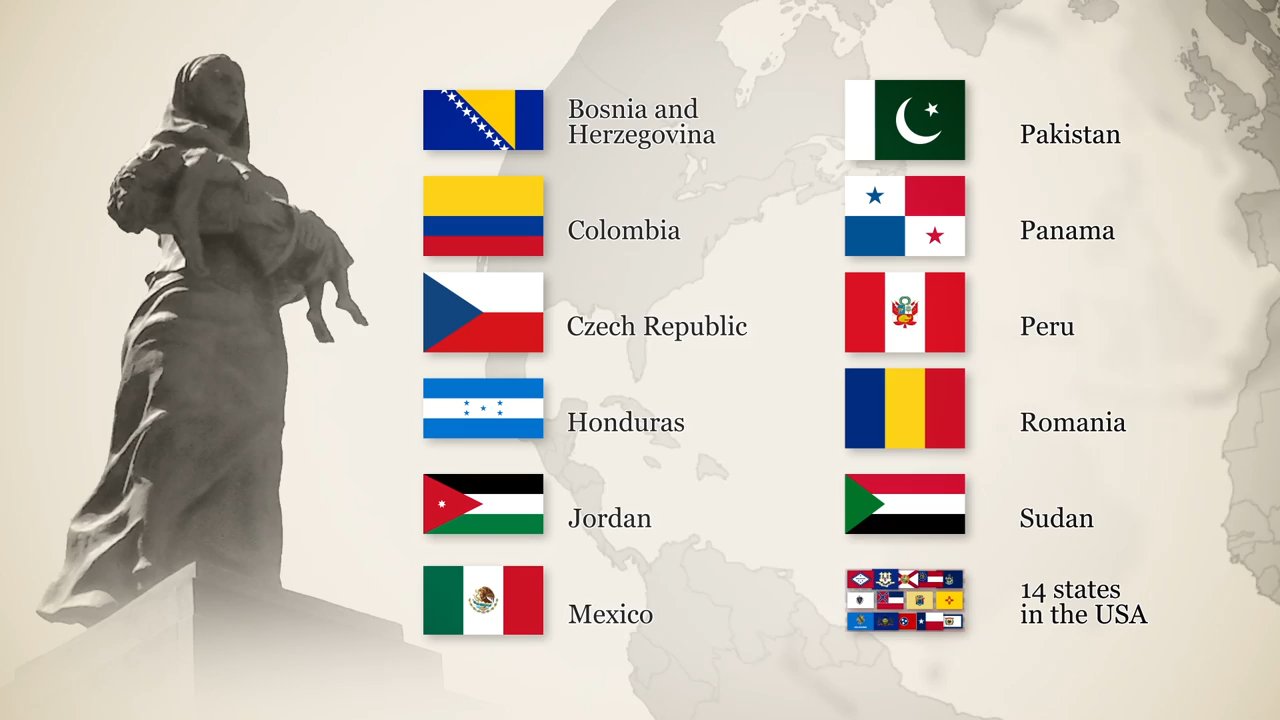 Bosnia and
Herzegovina
Colombia
Czech Republic
Honduras
Jordan
Mexico
Pakistan
Panama
Peru
Romania
Sudan
14 states
in the USA